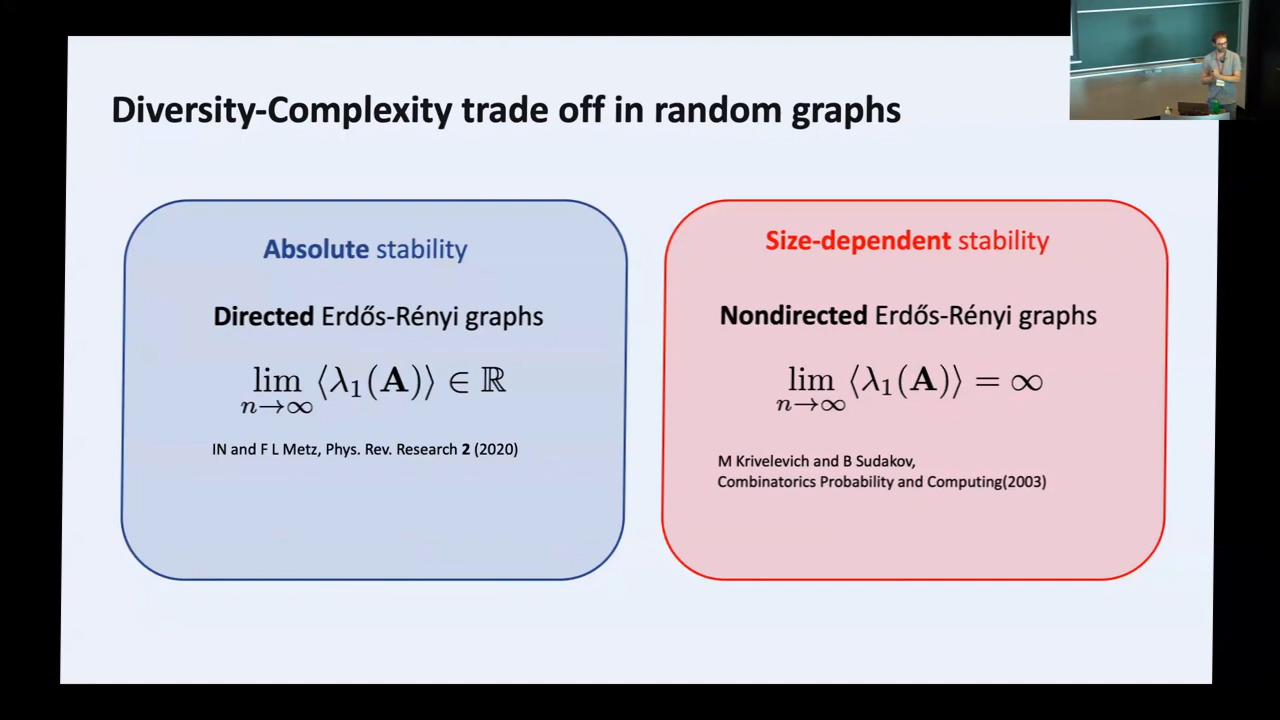 Diversity-Complexity trade off in random graphs
Absolute stability
Directed Erdős-Rényi graphs
lim n→∞ ⟨λ₁(A)⟩ ∈ ℝ
IN and F L Metz, Phys. Rev. Research 2 (2020)
Size-dependent stability
Nondirected Erdős-Rényi graphs
lim n→∞ ⟨λ₁(A)⟩ = ∞
M Krivelevich and B Sudakov,
Combinatorics Probability and Computing(2003)